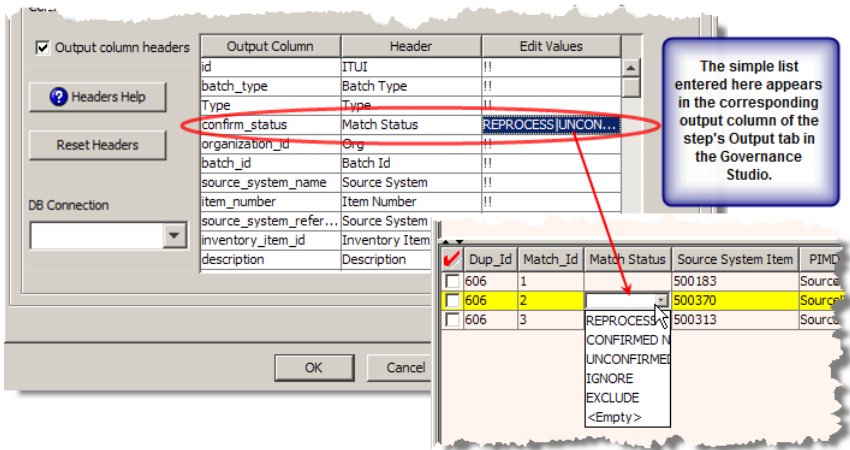 Output column headers
Headers Help
Reset Headers
DB Connection
Output Column Header Edit Values
id ITUI !!
batch_type Batch Type !!
Type Type !!
confirm_status Match Status REPROCESS|UNCON...
organization_id Org !!
batch_id Batch Id !!
source_system_name Source System !!
item_number Item Number !!
source_system_refer... Source System
inventory_item_id Inventory Item
description Description
OK Cancel
The simple list
entered here appears
in the corresponding
output column of the
step's Output tab in
the Governance
Studio.
Dup_Id Match_Id Match Status Source System Item PIMD
606 1 500183 Source
606 2 500370 Source
606 3 500313 Source
REPROCESS
CONFIRMED N
UNCONFIRMED
IGNORE
EXCLUDE
<Empty>